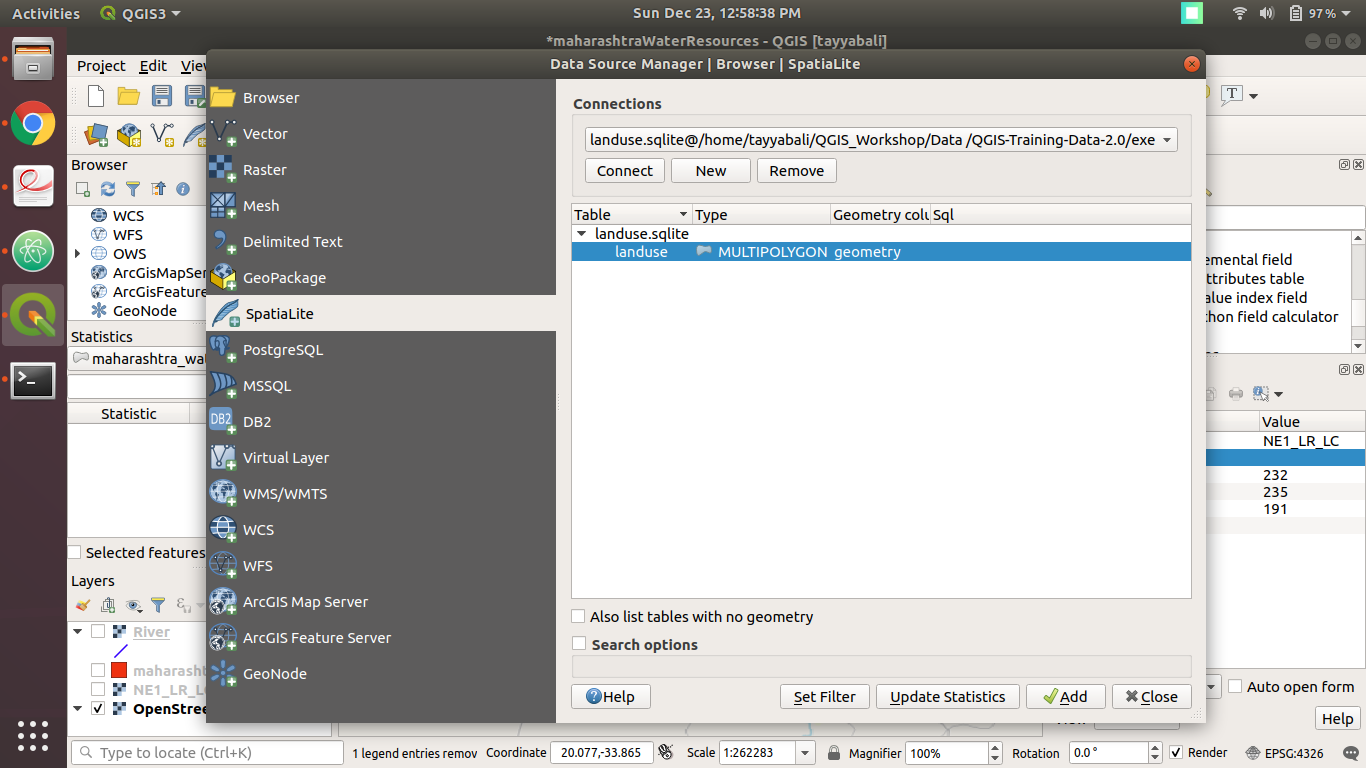 Activities QGIS3 Sun Dec 23, 12:58:38 PM 97%
*maharashtraWaterResources - QGIS [tayyabali]
Data Source Manager | Browser | SpatiaLite
Project Edit View
Browser
WCS
WFS
OWS
ArcGisMapSer
ArcGisFeature
GeoNode
Statistics
maharashtra_wat
Statistic
Selected features
Layers
River
maharasht
NE1_LR_LC
OpenStree
Browser
Vector
Raster
Mesh
Delimited Text
GeoPackage
SpatiaLite
PostgreSQL
MSSQL
DB2
Virtual Layer
WMS/WMTS
WCS
WFS
ArcGIS Map Server
ArcGIS Feature Server
GeoNode
Connections
landuse.sqlite@/home/tayyabali/QGIS_Workshop/Data /QGIS-Training-Data-2.0/exe
Connect New Remove
Table Type Geometry colu Sql
landuse.sqlite
landuse MULTIPOLYGON geometry
Also list tables with no geometry
Search options
Help Set Filter Update Statistics Add Close
T
emental field
ttributes table
alue index field
thon field calculator
Value
NE1_LR_LC
232
235
191
Auto open form
Help
Type to locate (Ctrl+K) 1 legend entries remov Coordinate 20.077,-33.865 Scale 1:262283 Magnifier 100% Rotation 0.0 ° Render EPSG:4326